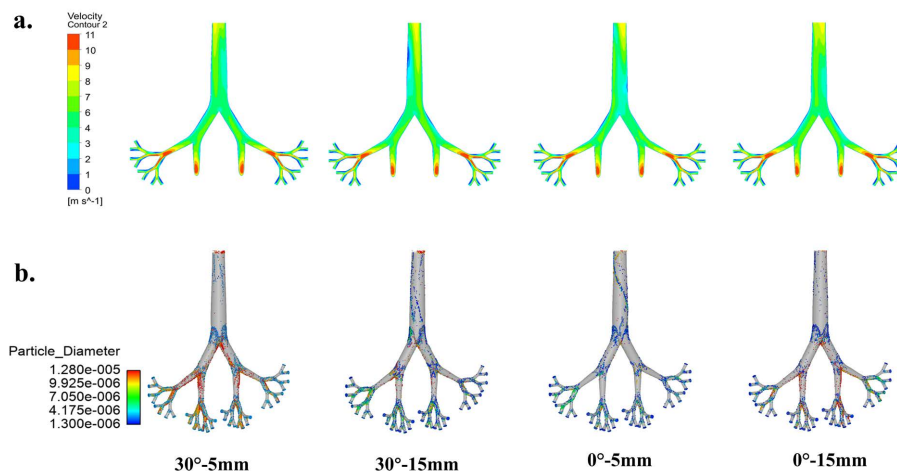 a.
Velocity
Contour 2
11
10
9
8
7
6
5
4
3
2
1
0
[m s^-1]
b.
Particle_Diameter
1.280e-005
9.925e-006
7.050e-006
4.175e-006
1.300e-006
30°-5mm
30°-15mm
0°-5mm
0°-15mm